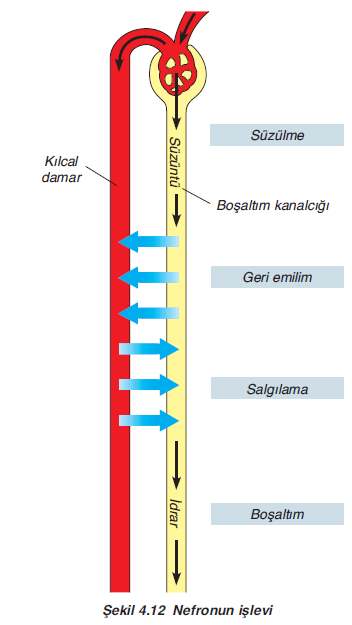 Süzülme
Süzüntü
Kılcal
damar
Boşaltım kanalcığı
Geri emilim
Salgılama
İdrar
Boşaltım
Şekil 4.12 Nefronun işlevi